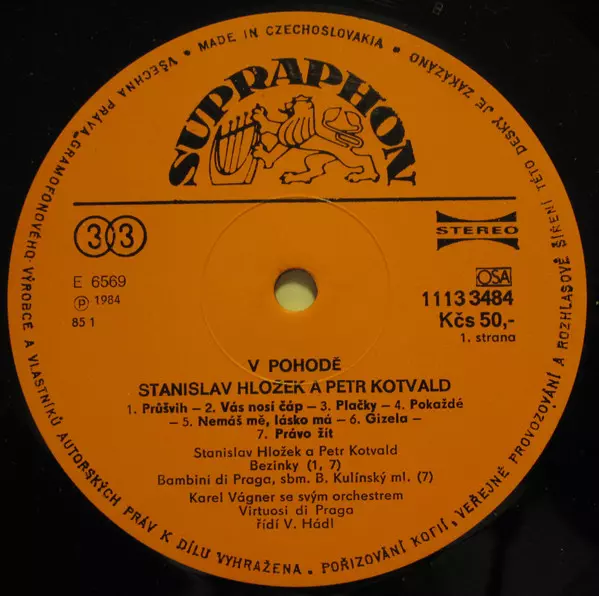 VŠECHNA PRÁVA GRAMOFONOVÉHO VÝROBCE A VLASTNÍKŮ AUTORSKÝCH PRÁV K DÍLU VYHRAŽENA. POŘIZOVÁNÍ KOPIÍ, VEŘEJNÉ PROVOZOVÁNÍ A ROZHLASOVÉ ŠÍŘENÍ TÉTO DESKY JE ZAKÁZÁNO • MADE IN CZECHOSLOVAKIA •
SUPRAPHON
33
STEREO
E 6569
Ⓟ 1984
85 1
OSA
1113 3484
Kčs 50,-
1. strana
V POHODĚ
STANISLAV HLOŽEK A PETR KOTVALD
1. Průšvih – 2. Vás nosí čáp – 3. Plačky – 4. Pokaždé
– 5. Nemáš mě, lásko má – 6. Gizela –
7. Právo žít
Stanislav Hložek a Petr Kotvald
Bezinky (1, 7)
Bambini di Praga, sbm. B. Kulínský ml. (7)
Karel Vágner se svým orchestrem
Virtuosi di Praga
řídí V. Hádl